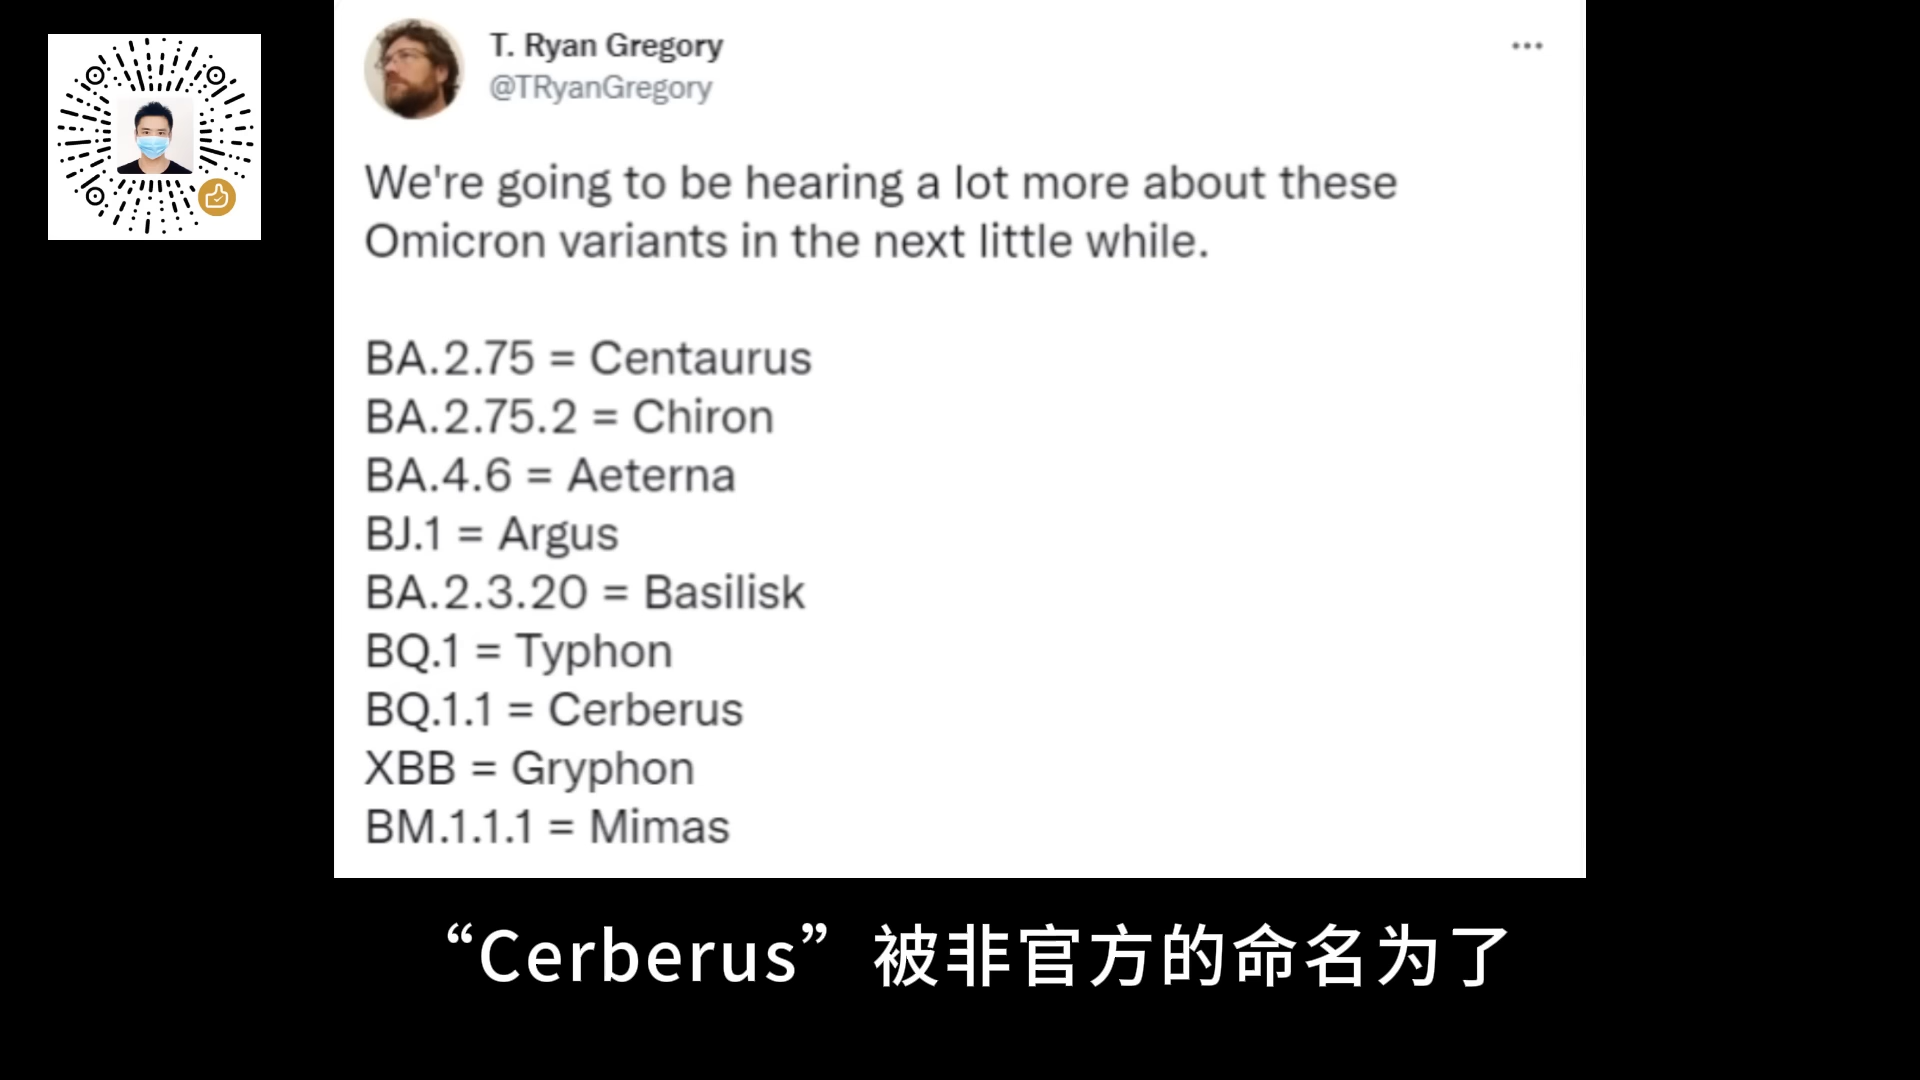 T. Ryan Gregory
@TRyanGregory
We're going to be hearing a lot more about these
Omicron variants in the next little while.
BA.2.75 = Centaurus
BA.2.75.2 = Chiron
BA.4.6 = Aeterna
BJ.1 = Argus
BA.2.3.20 = Basilisk
BQ.1 = Typhon
BQ.1.1 = Cerberus
XBB = Gryphon
BM.1.1.1 = Mimas
“Cerberus”被非官方的命名为了